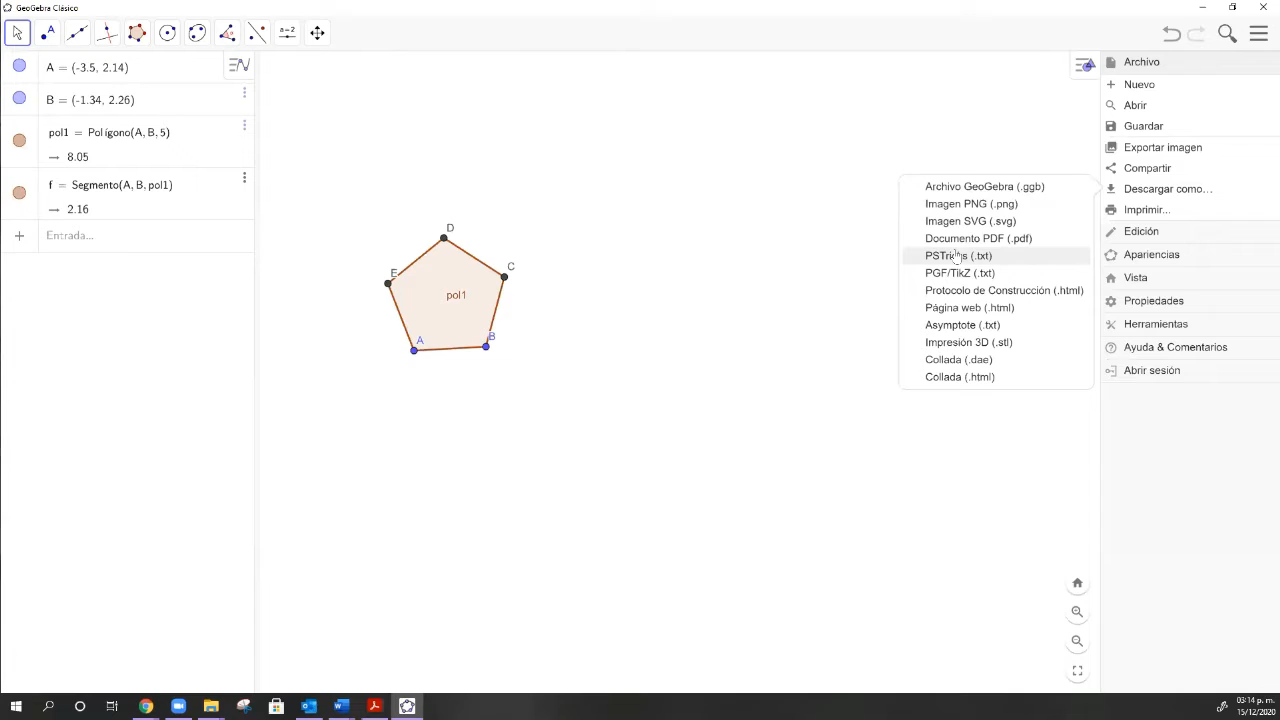 GeoGebra Clásico
A
a=2
A = (-3.5, 2.14)
B = (-1.34, 2.26)
pol1 = Polígono(A, B, 5)
→ 8.05
f = Segmento(A, B, pol1)
→ 2.16
Entrada...
D
E
C
pol1
A
B
Archivo GeoGebra (.ggb)
Imagen PNG (.png)
Imagen SVG (.svg)
Documento PDF (.pdf)
PSTricks (.txt)
PGF/TikZ (.txt)
Protocolo de Construcción (.html)
Página web (.html)
Asymptote (.txt)
Impresión 3D (.stl)
Collada (.dae)
Collada (.html)
Archivo
Nuevo
Abrir
Guardar
Exportar imagen
Compartir
Descargar como...
Imprimir...
Edición
Apariencias
Vista
Propiedades
Herramientas
Ayuda & Comentarios
Abrir sesión
03:14 p. m.
15/12/2020